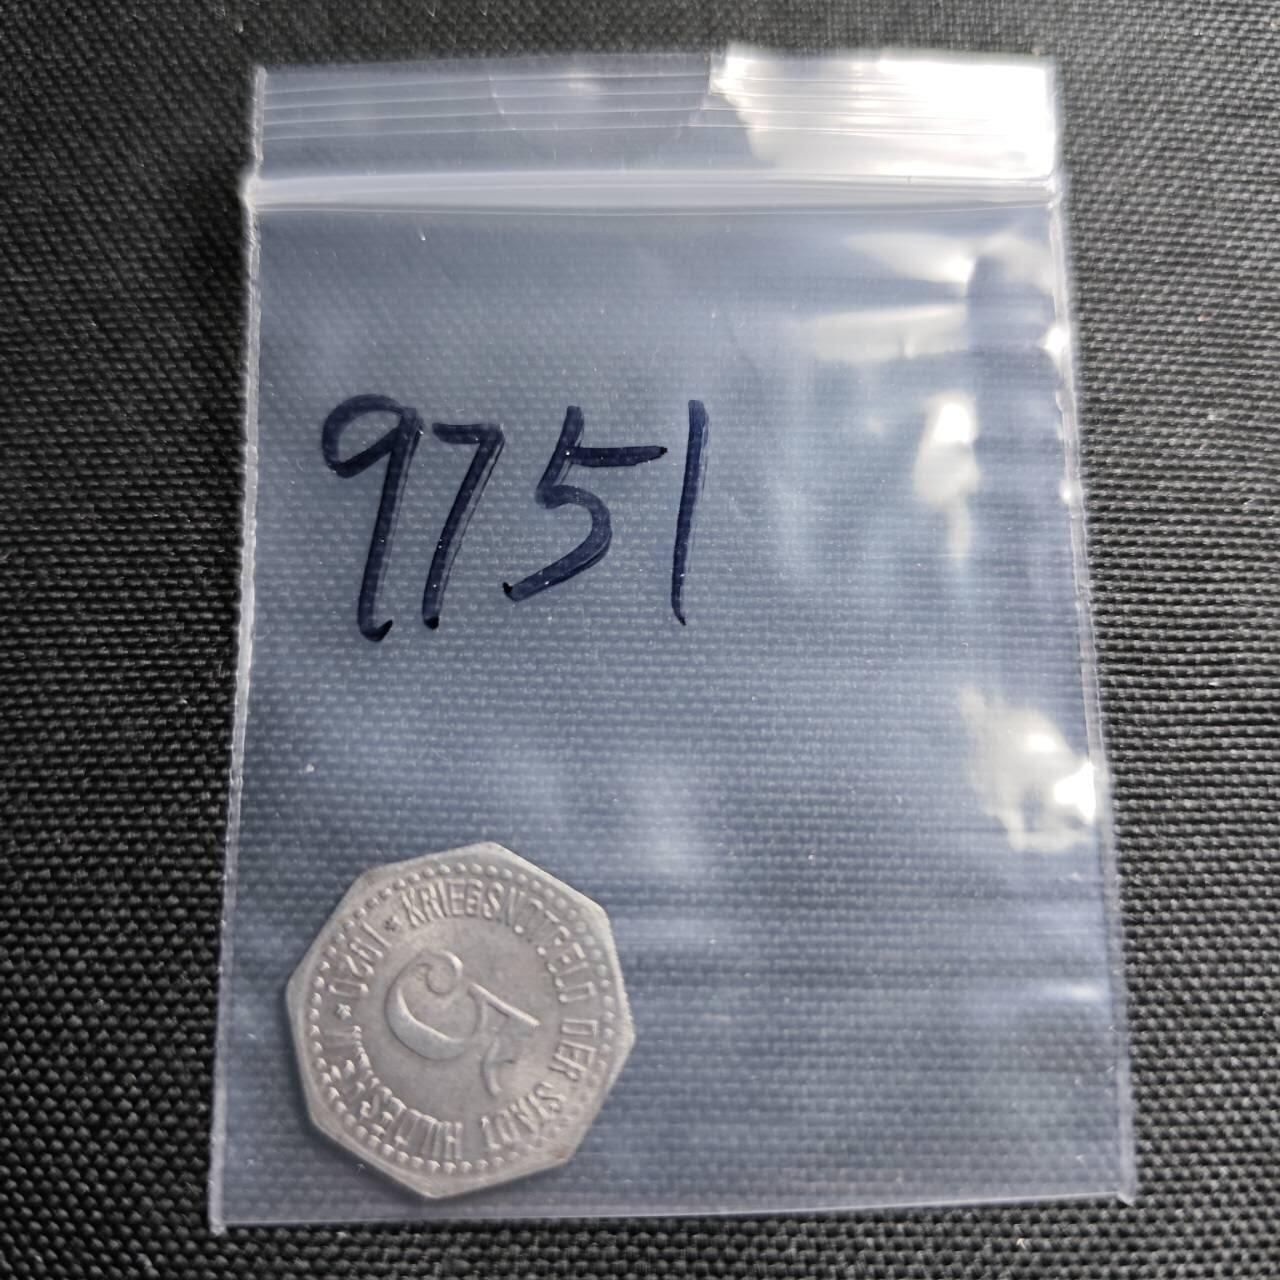 9751
KRIEGSNOTGELD DER STADT HILDESHEIM * 1920 *
5